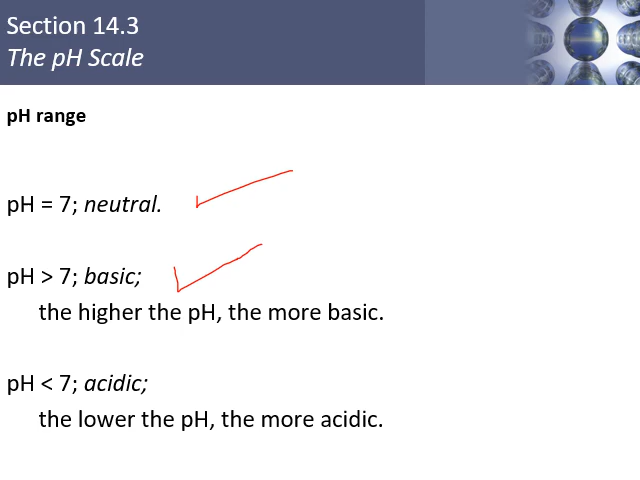 Section 14.3
The pH Scale
pH range
pH = 7; neutral.
pH > 7; basic;
the higher the pH, the more basic.
pH < 7; acidic;
the lower the pH, the more acidic.